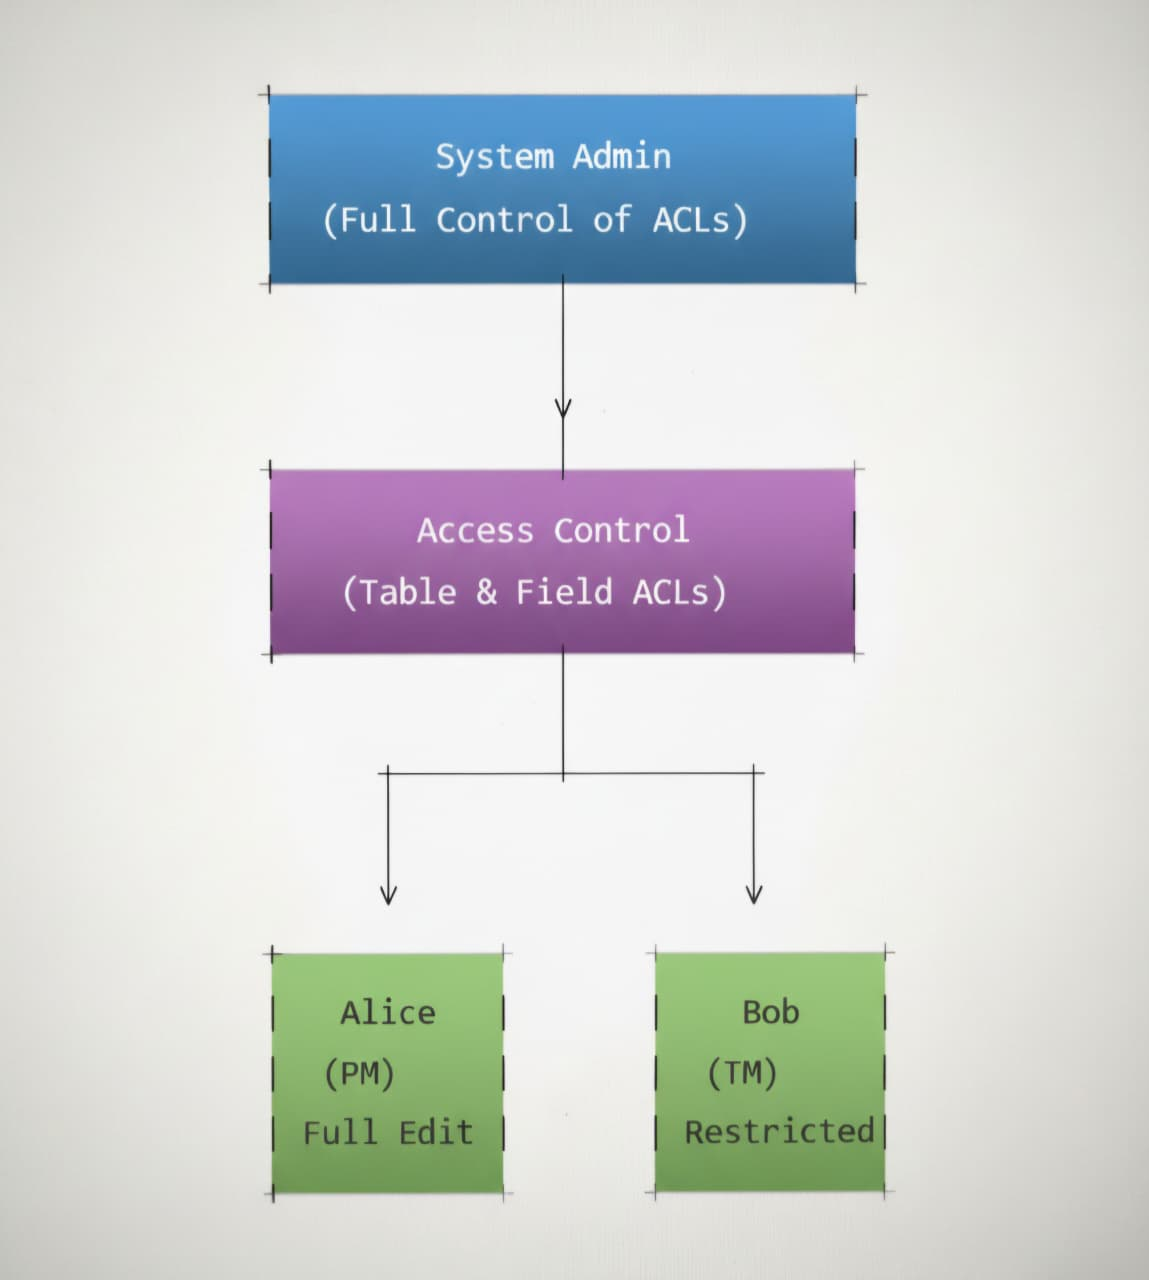 System Admin
(Full Control of ACLs)
Access Control
(Table & Field ACLs)
Alice
(PM)
Full Edit
Bob
(TM)
Restricted